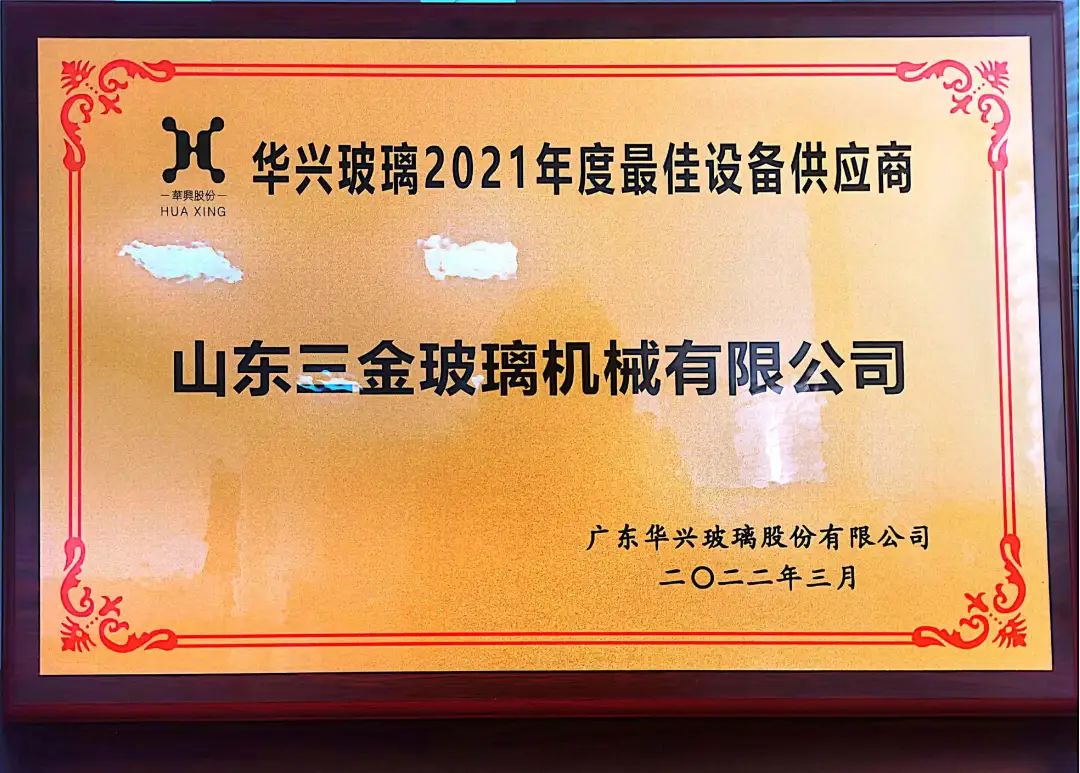 華興股份
HUA XING
华兴玻璃2021年度最佳设备供应商
山东三金玻璃机械有限公司
广东华兴玻璃股份有限公司
二〇二二年三月